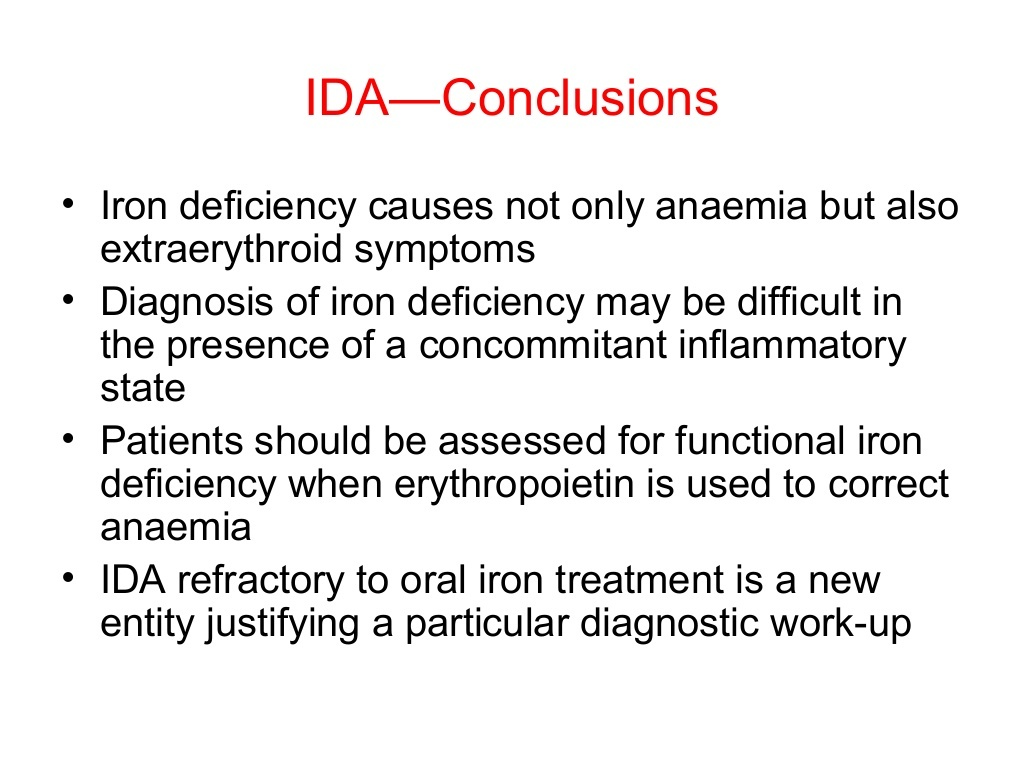 IDA—Conclusions
• Iron deficiency causes not only anaemia but also
extraerythroid symptoms
• Diagnosis of iron deficiency may be difficult in
the presence of a concommitant inflammatory
state
• Patients should be assessed for functional iron
deficiency when erythropoietin is used to correct
anaemia
• IDA refractory to oral iron treatment is a new
entity justifying a particular diagnostic work-up